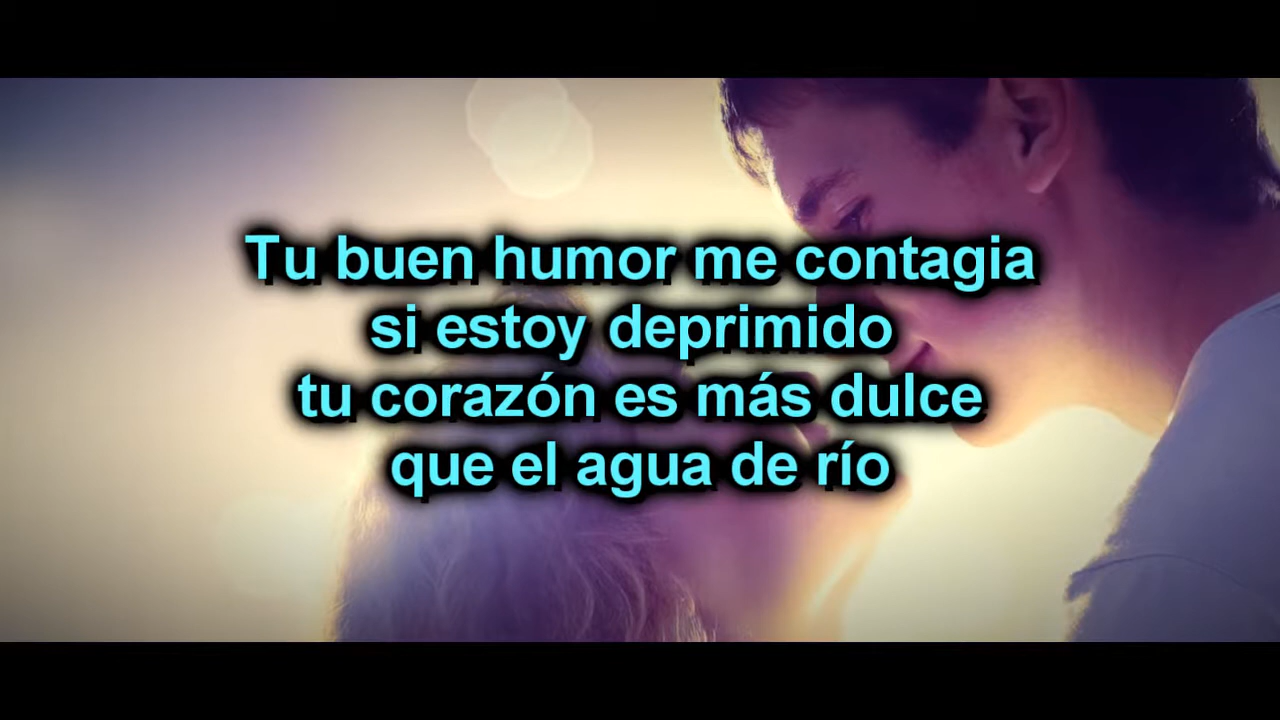 Tu buen humor me contagia
si estoy deprimido
tu corazón es más dulce
que el agua de río